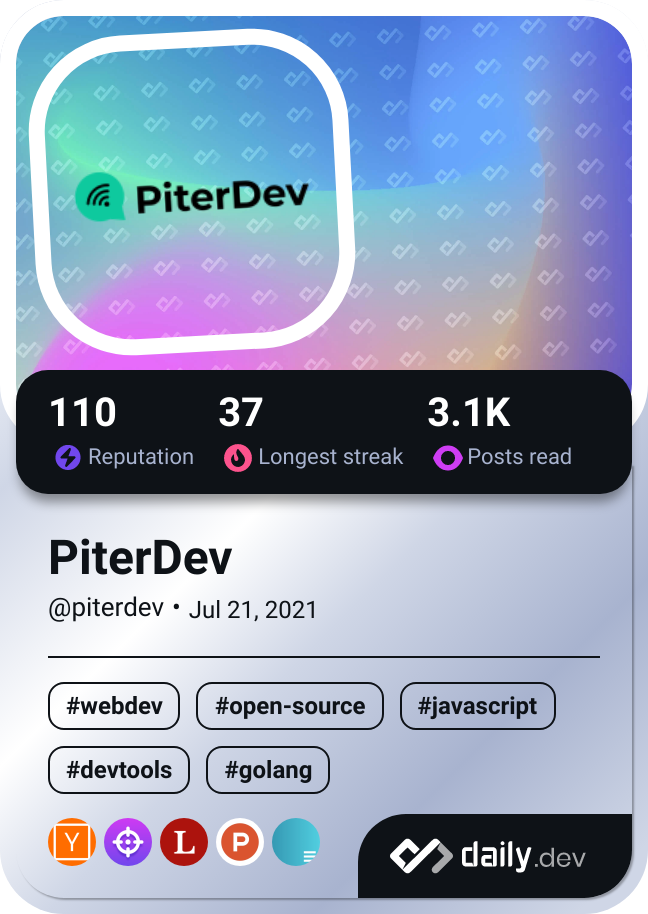 PiterDev
110 37 3.1K
Reputation Longest streak Posts read
PiterDev
@piterdev • Jul 21, 2021
#webdev #open-source #javascript
#devtools #golang
Y L P
daily.dev